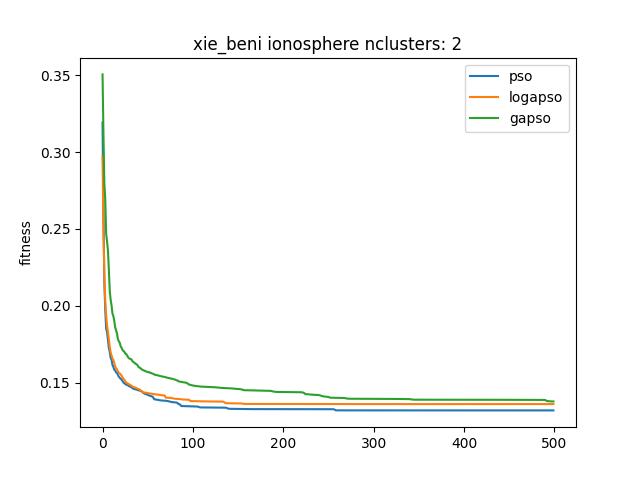 xie_beni ionosphere nclusters: 2
pso
logapso
gapso
fitness
0.35
0.30
0.25
0.20
0.15
0 100 200 300 400 500